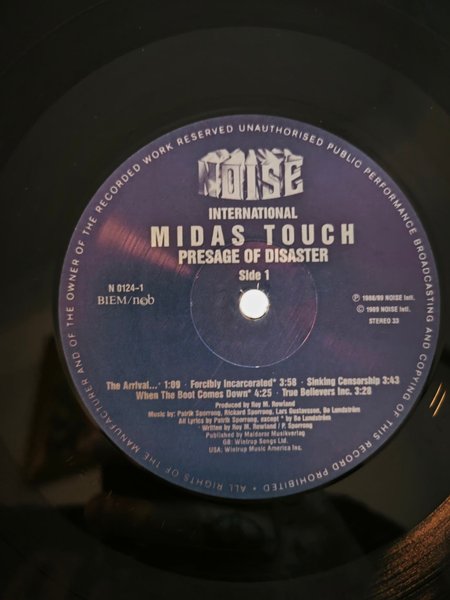 ALL RIGHTS OF THE MANUFACTURER AND OF THE OWNER OF THE RECORDED WORK RESERVED UNAUTHORISED PUBLIC PERFORMANCE BROADCASTING AND COPYING OF THIS RECORD PROHIBITED •
NOISE
INTERNATIONAL
MIDAS TOUCH
PRESAGE OF DISASTER
Side 1
N 0124-1
BIEM/nob
℗ 1988/89 NOISE Intl.
© 1989 NOISE Intl.
STEREO 33
The Arrival... · 1:09 · Forcibly Incarcerated* 3:58 · Sinking Censorship 3:43
When The Boot Comes Down* 4:25 · True Believers Inc. 3:28
Produced by Roy M. Rowland
Music by: Patrik Sporrong, Rickard Sporrong, Lars Gustavsson, Bo Lundström
All Lyrics by Patrik Sporrong, except * by Bo Lundström
*Written by Roy M. Rowland / P. Sporrong
Published by Maldoror Musikverlag
GB: Wintrup Songs Ltd.
USA: Wintrup Music America Inc.